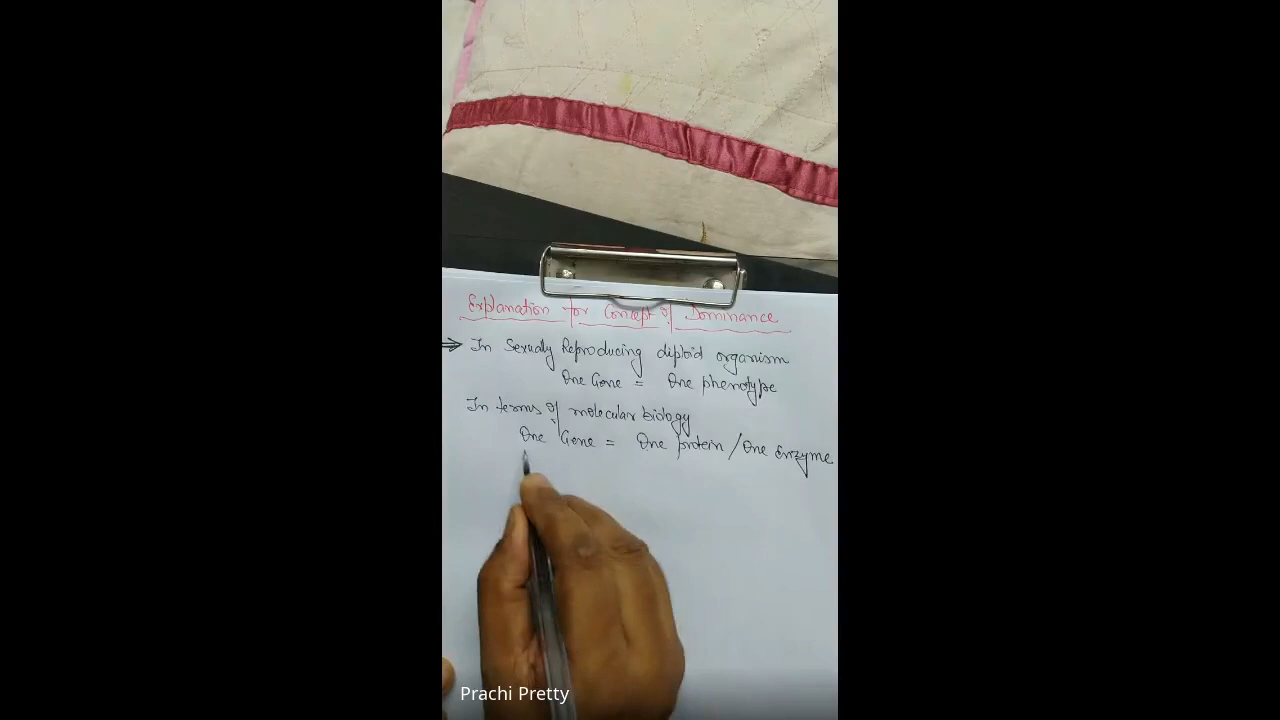 Explanation for Concept of Dominance
⇒ In Sexually Reproducing diploid organism
One Gene = One phenotype
In terms of molecular biology
One Gene = One protein / One Enzyme
Prachi Pretty